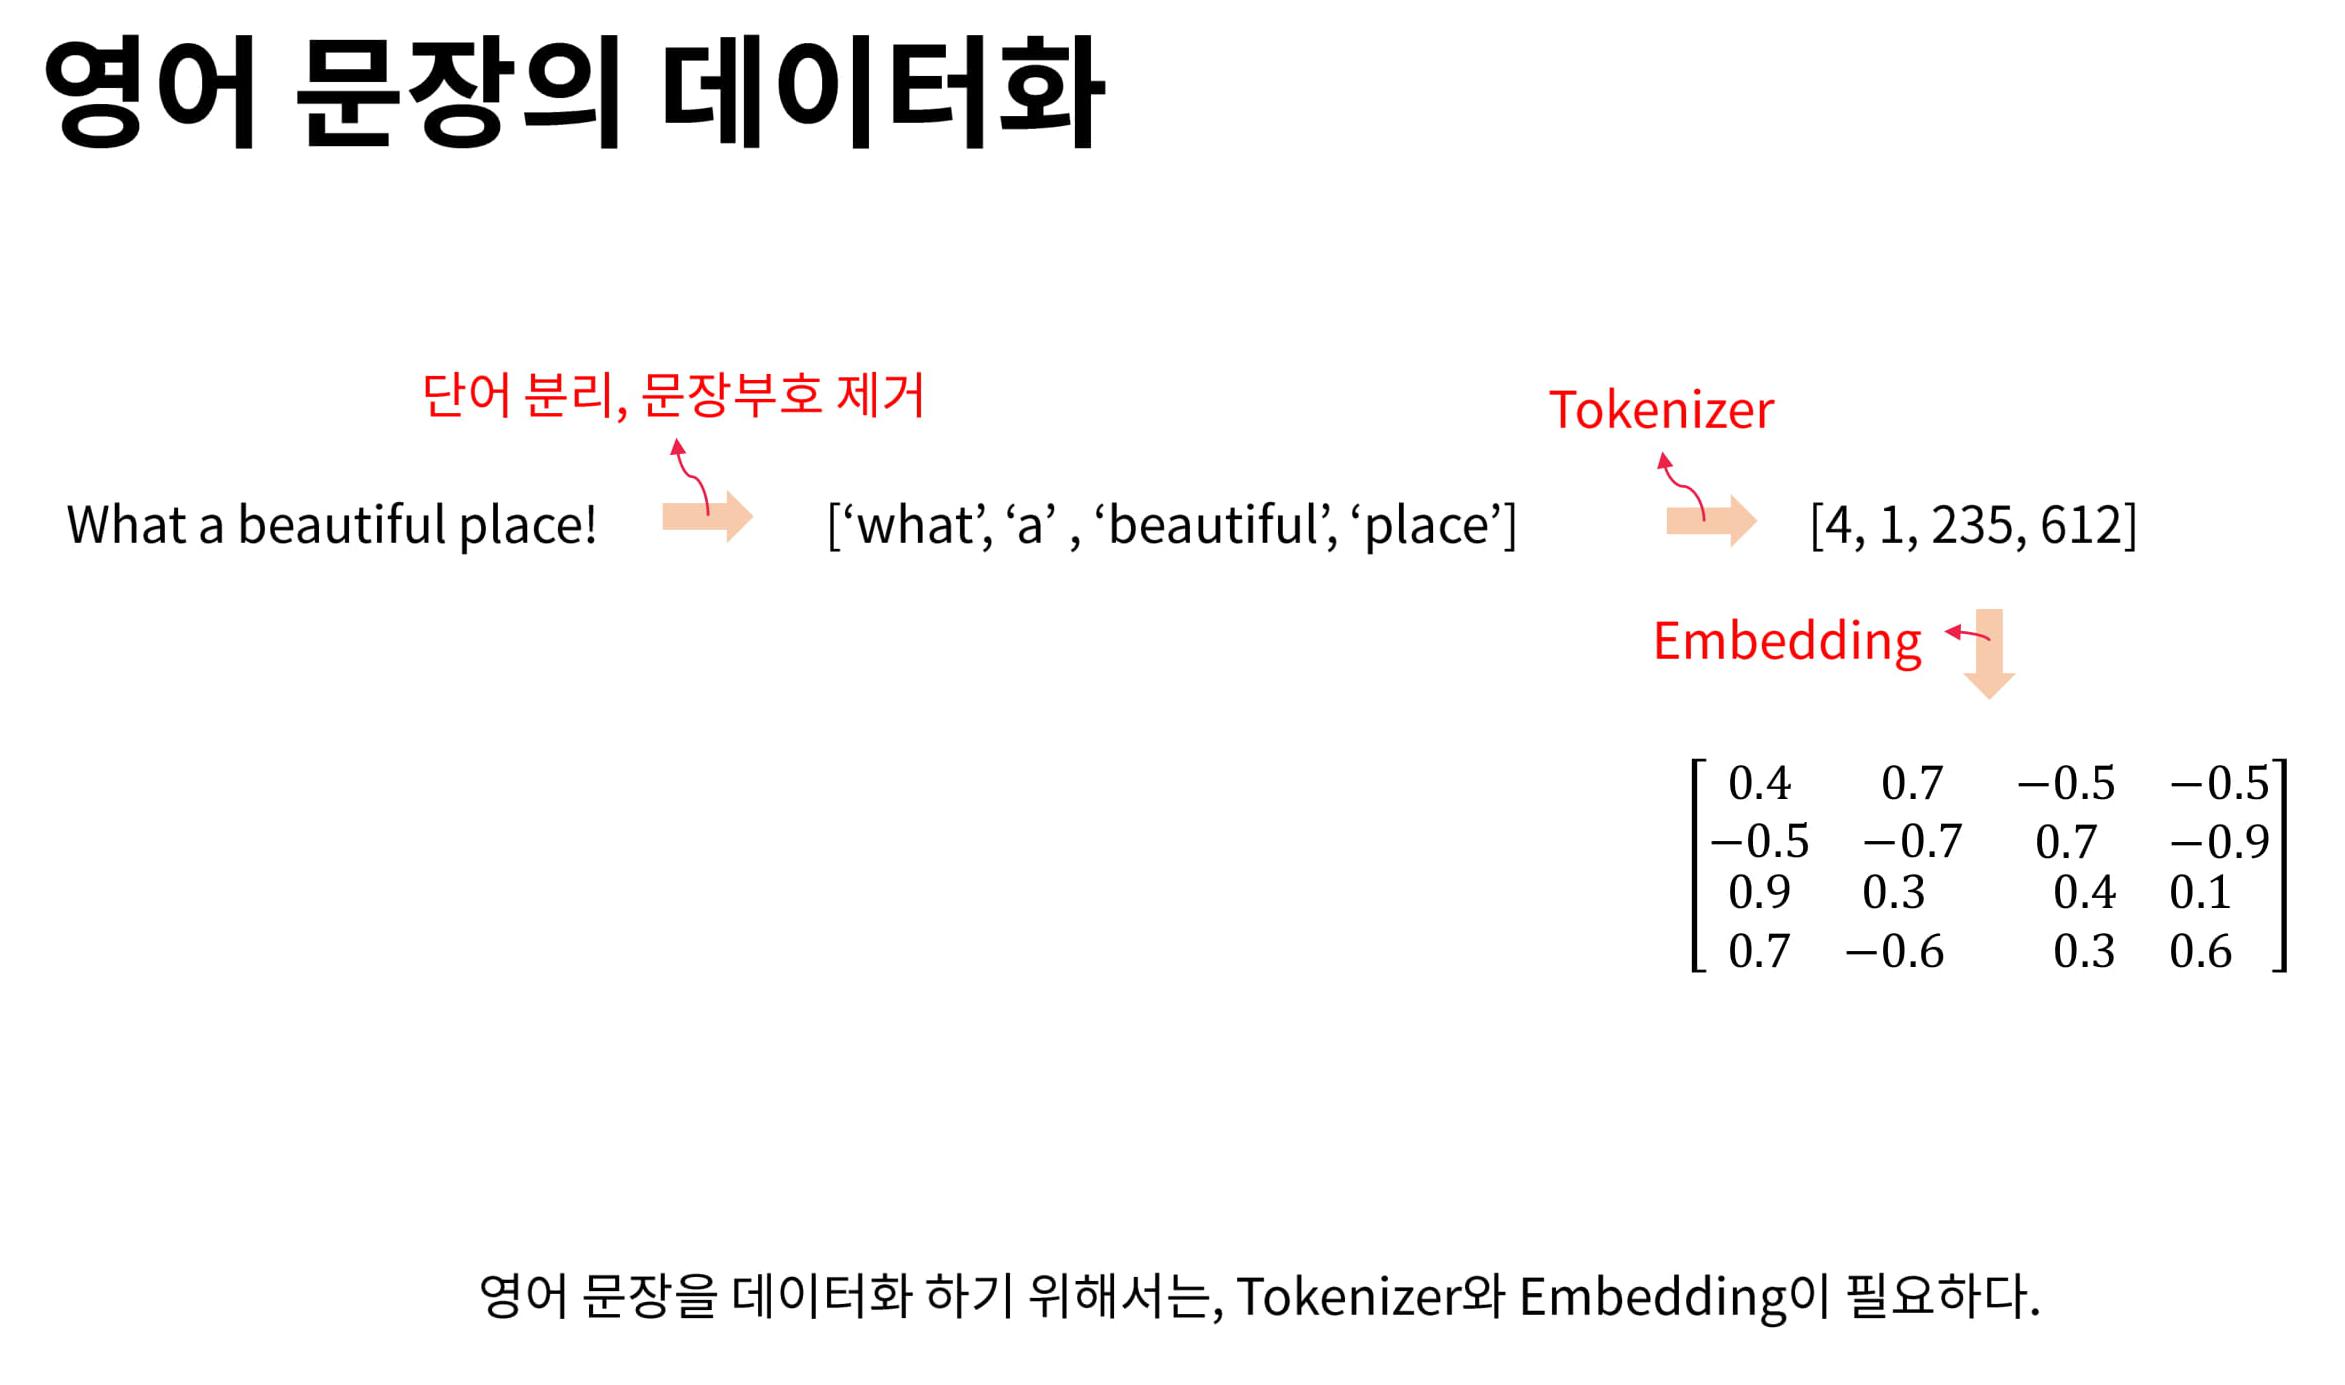 영어 문장의 데이터화
단어 분리, 문장부호 제거
Tokenizer
What a beautiful place!
[‘what’, ‘a’ , ‘beautiful’, ‘place’]
[4, 1, 235, 612]
Embedding
0.4 0.7 −0.5 −0.5
−0.5 −0.7 0.7 −0.9
0.9 0.3 0.4 0.1
0.7 −0.6 0.3 0.6
영어 문장을 데이터화 하기 위해서는, Tokenizer와 Embedding이 필요하다.